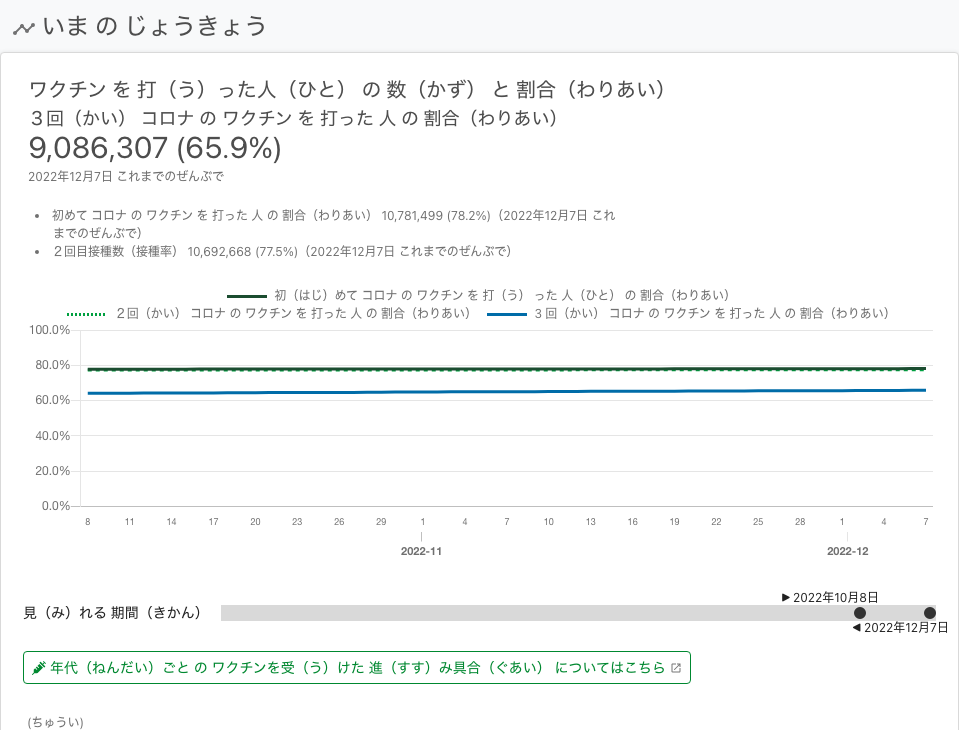 いま の じょうきょう
ワクチン を 打（う）った人（ひと） の 数（かず） と 割合（わりあい）
３回（かい） コロナ の ワクチン を 打った 人 の 割合（わりあい）
9,086,307 (65.9%)
2022年12月7日 これまでのぜんぶで
• 初めて コロナ の ワクチン を 打った 人 の 割合（わりあい） 10,781,499 (78.2%)（2022年12月7日 これ
までのぜんぶで）
• ２回目接種数（接種率） 10,692,668 (77.5%)（2022年12月7日 これまでのぜんぶで）
初（はじ）めて コロナ の ワクチン を 打（う） った 人（ひと） の 割合（わりあい）
２回（かい） コロナ の ワクチン を 打った 人 の 割合（わりあい） ３回（かい） コロナ の ワクチン を 打った 人 の 割合（わりあい）
100.0%
80.0%
60.0%
40.0%
20.0%
0.0%
8 11 14 17 20 23 26 29 1 4 7 10 13 16 19 22 25 28 1 4 7
2022-11 2022-12
▶ 2022年10月8日
見（み）れる 期間（きかん）
◀ 2022年12月7日
年代（ねんだい）ごと の ワクチンを受（う）けた 進（すす）み具合（ぐあい） についてはこちら
（ちゅうい）